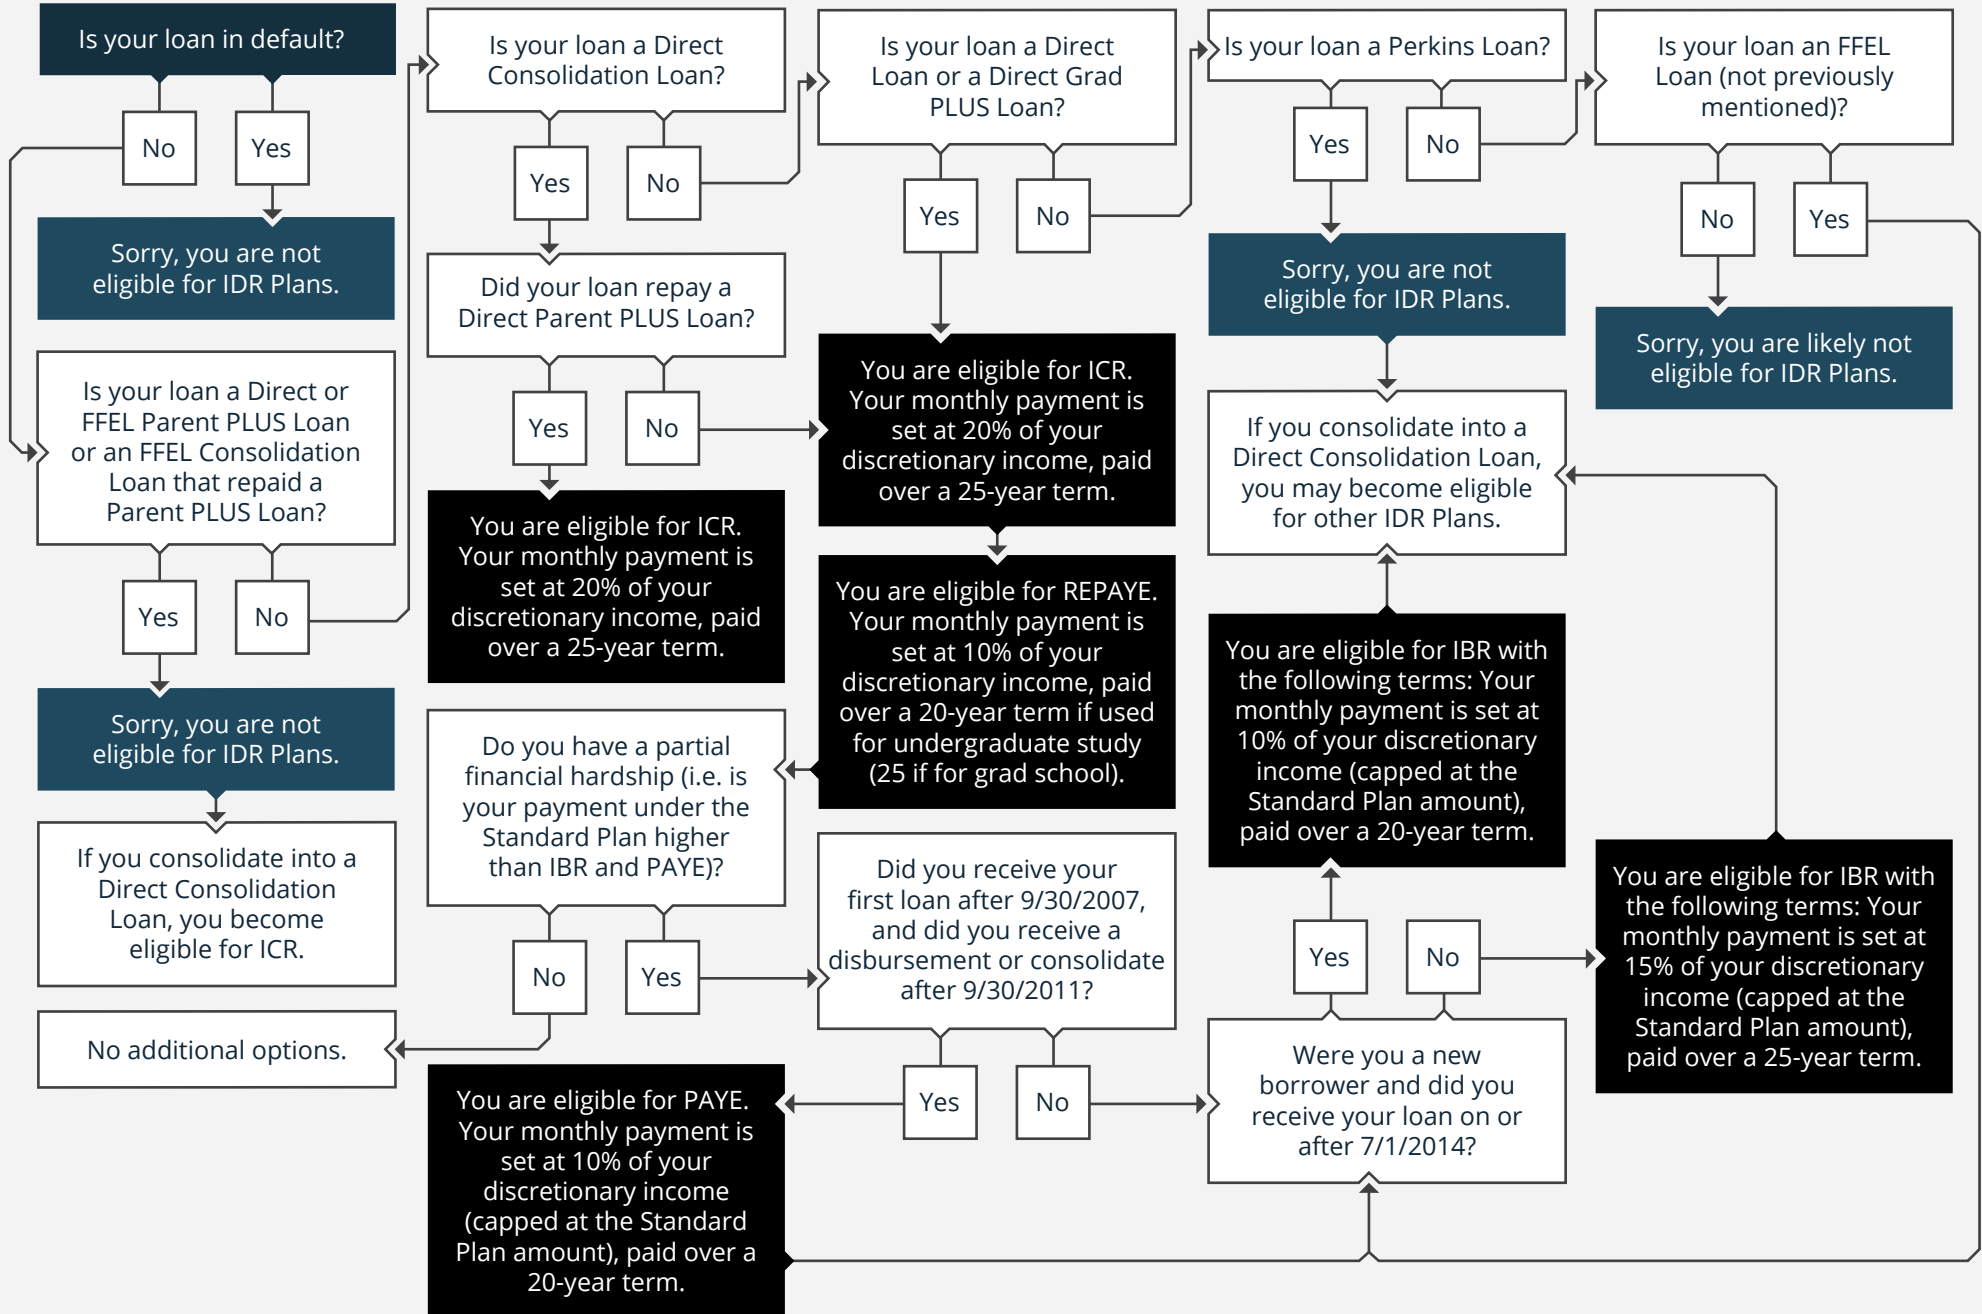 Is your loan in default?
No
Yes
Sorry, you are not
eligible for IDR Plans.
Is your loan a Direct or
FFEL Parent PLUS Loan
or an FFEL Consolidation
Loan that repaid a
Parent PLUS Loan?
Yes
No
Sorry, you are not
eligible for IDR Plans.
If you consolidate into a
Direct Consolidation
Loan, you become
eligible for ICR.
No additional options.
Is your loan a Direct
Consolidation Loan?
Yes
No
Did your loan repay a
Direct Parent PLUS Loan?
Yes
No
You are eligible for ICR.
Your monthly payment is
set at 20% of your
discretionary income, paid
over a 25-year term.
Do you have a partial
financial hardship (i.e. is
your payment under the
Standard Plan higher
than IBR and PAYE)?
No
Yes
You are eligible for PAYE.
Your monthly payment is
set at 10% of your
discretionary income
(capped at the Standard
Plan amount), paid over a
20-year term.
Is your loan a Direct
Loan or a Direct Grad
PLUS Loan?
Yes
No
You are eligible for ICR.
Your monthly payment is
set at 20% of your
discretionary income, paid
over a 25-year term.
You are eligible for REPAYE.
Your monthly payment is
set at 10% of your
discretionary income, paid
over a 20-year term if used
for undergraduate study
(25 if for grad school).
Did you receive your
first loan after 9/30/2007,
and did you receive a
disbursement or consolidate
after 9/30/2011?
Yes
No
Is your loan a Perkins Loan?
Yes
No
Sorry, you are not
eligible for IDR Plans.
If you consolidate into a
Direct Consolidation Loan,
you may become eligible
for other IDR Plans.
You are eligible for IBR with
the following terms: Your
monthly payment is set at
10% of your discretionary
income (capped at the
Standard Plan amount),
paid over a 20-year term.
Yes
No
Were you a new
borrower and did you
receive your loan on or
after 7/1/2014?
Is your loan an FFEL
Loan (not previously
mentioned)?
No
Yes
Sorry, you are likely not
eligible for IDR Plans.
You are eligible for IBR with
the following terms: Your
monthly payment is set at
15% of your discretionary
income (capped at the
Standard Plan amount),
paid over a 25-year term.